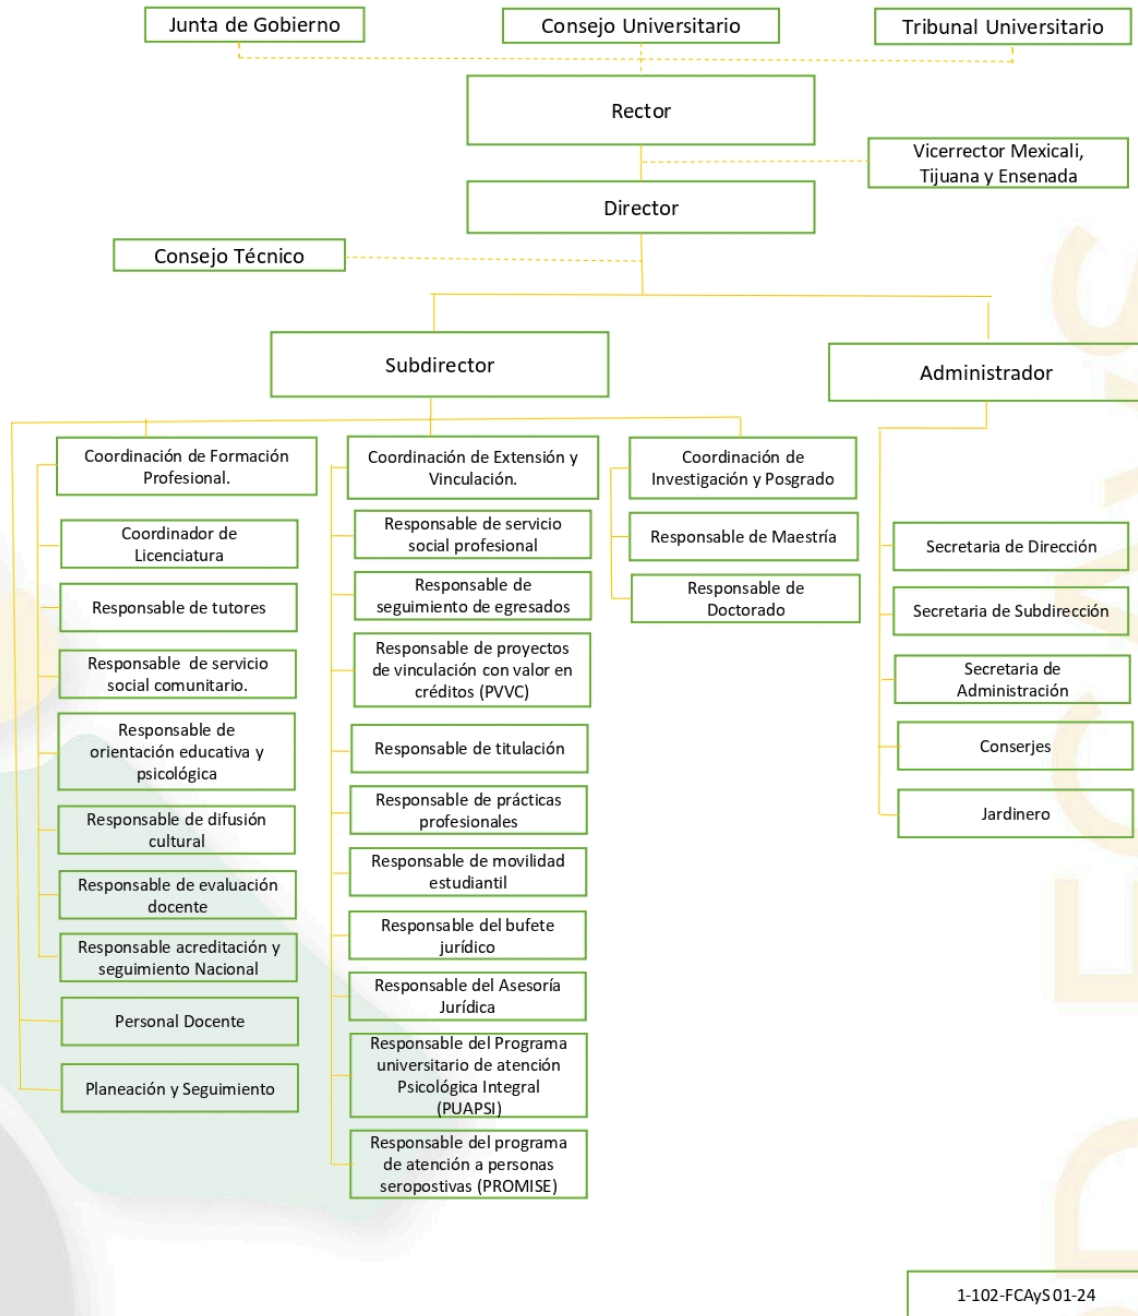 Junta de Gobierno
Consejo Universitario
Tribunal Universitario
Rector
Vicerrector Mexicali,
Tijuana y Ensenada
Director
Consejo Técnico
Subdirector
Administrador
Coordinación de Formación
Profesional.
Coordinador de
Licenciatura
Responsable de tutores
Responsable de servicio
social comunitario.
Responsable de
orientación educativa y
psicológica
Responsable de difusión
cultural
Responsable de evaluación
docente
Responsable acreditación y
seguimiento Nacional
Personal Docente
Planeación y Seguimiento
Coordinación de Extensión y
Vinculación.
Responsable de servicio
social profesional
Responsable de
seguimiento de egresados
Responsable de proyectos
de vinculación con valor en
créditos (PVVC)
Responsable de titulación
Responsable de prácticas
profesionales
Responsable de movilidad
estudiantil
Responsable del bufete
jurídico
Responsable del Asesoría
Jurídica
Responsable del Programa
universitario de atención
Psicológica Integral
(PUAPSI)
Responsable del programa
de atención a personas
seropostivas (PROMISE)
Coordinación de
Investigación y Posgrado
Responsable de Maestría
Responsable de
Doctorado
Secretaria de Dirección
Secretaria de Subdirección
Secretaria de
Administración
Conserjes
Jardinero
1-102-FCAyS 01-24